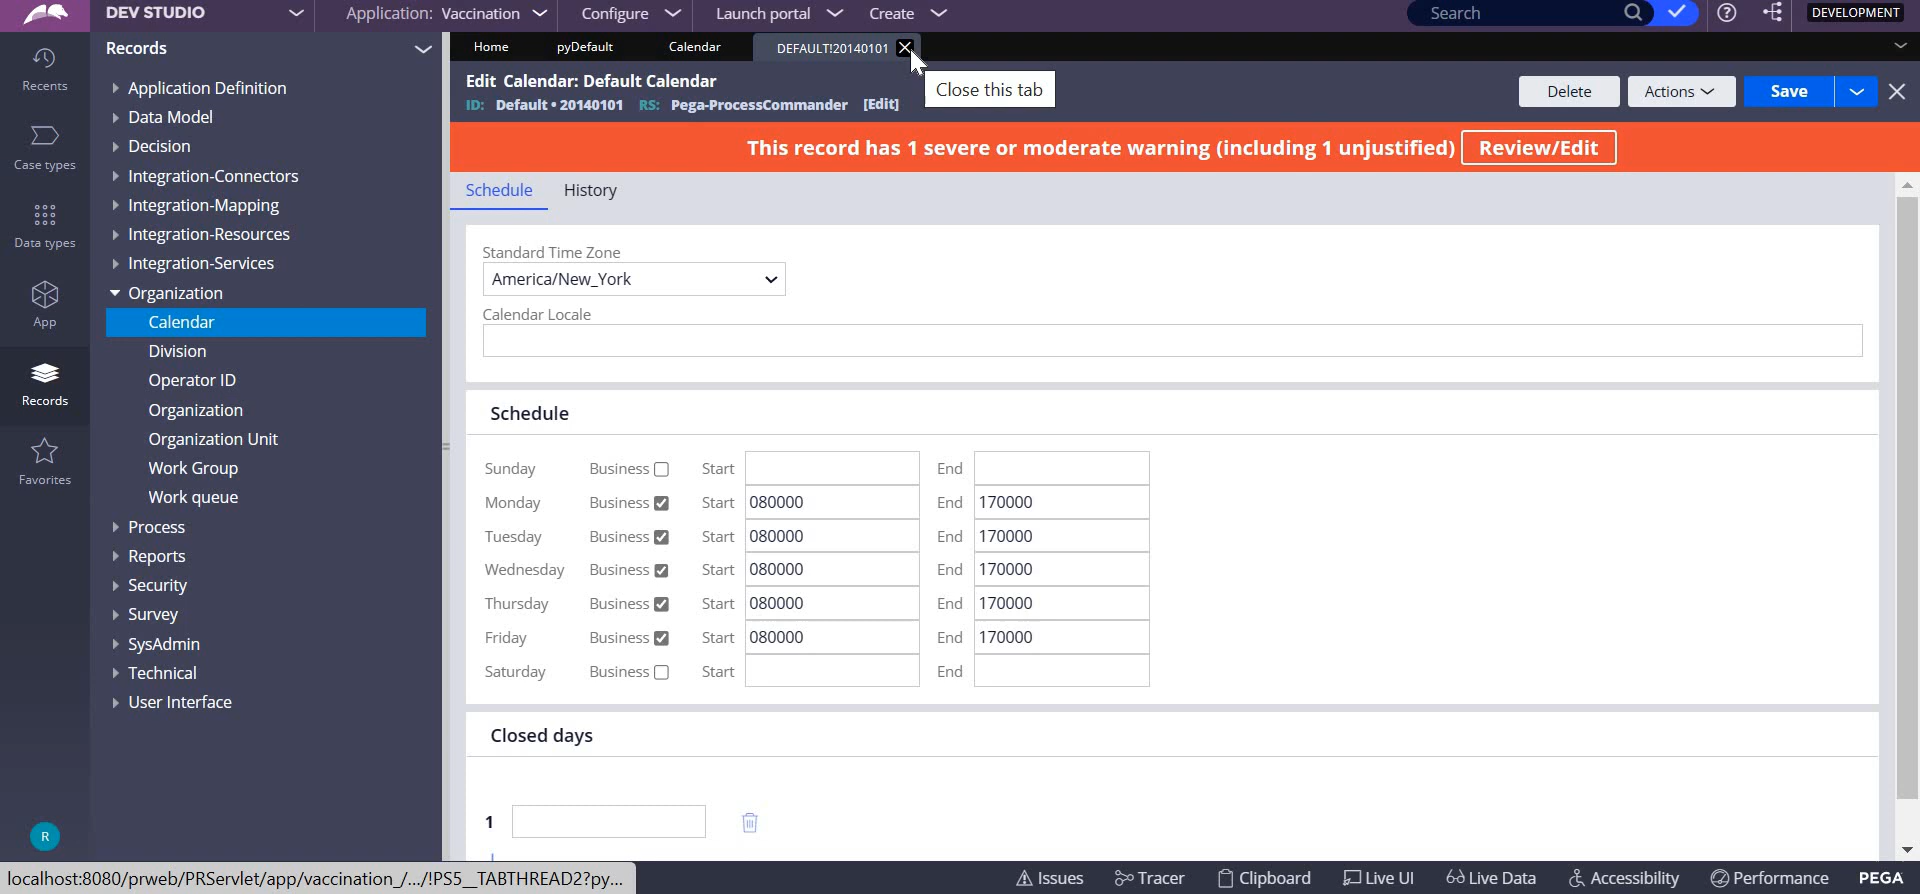 DEV STUDIO
Application: Vaccination
Configure
Launch portal
Create
Search
DEVELOPMENT
Recents
Case types
Data types
App
Records
Favorites
R
Records
Application Definition
Data Model
Decision
Integration-Connectors
Integration-Mapping
Integration-Resources
Integration-Services
Organization
Calendar
Division
Operator ID
Organization
Organization Unit
Work Group
Work queue
Process
Reports
Security
Survey
SysAdmin
Technical
User Interface
Home pyDefault Calendar DEFAULT!20140101
Close this tab
Edit Calendar: Default Calendar
ID: Default • 20140101 RS: Pega-ProcessCommander [Edit]
Delete Actions Save
This record has 1 severe or moderate warning (including 1 unjustified) Review/Edit
Schedule History
Standard Time Zone
America/New_York
Calendar Locale
Schedule
Sunday Business Start End
Monday Business Start 080000 End 170000
Tuesday Business Start 080000 End 170000
Wednesday Business Start 080000 End 170000
Thursday Business Start 080000 End 170000
Friday Business Start 080000 End 170000
Saturday Business Start End
Closed days
1
localhost:8080/prweb/PRServlet/app/vaccination_/.../!PS5__TABTHREAD2?py...
Issues Tracer Clipboard Live UI Live Data Accessibility Performance PEGA